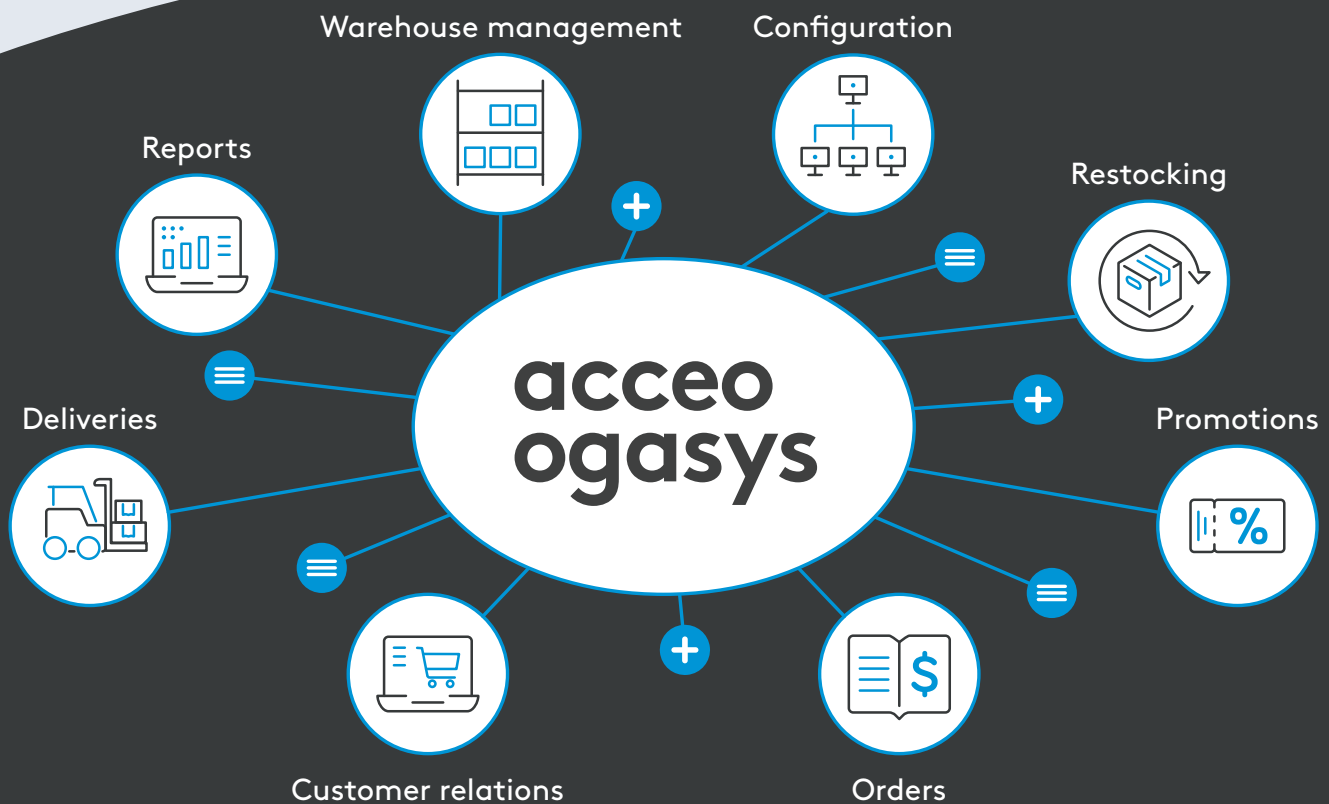 Warehouse management
Configuration
Reports
Restocking
acceo
ogasys
Deliveries
Promotions
%
$
Customer relations
Orders